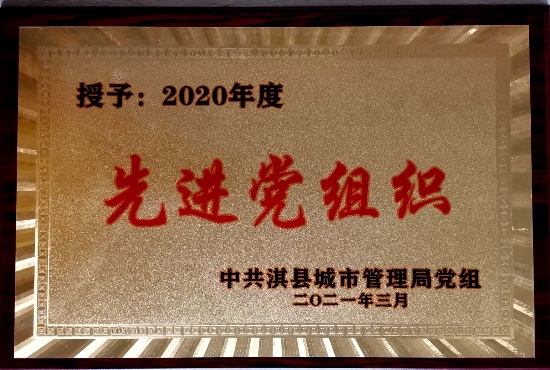 授予：2020年度
先进党组织
中共淇县城市管理局党组
二〇二一年三月